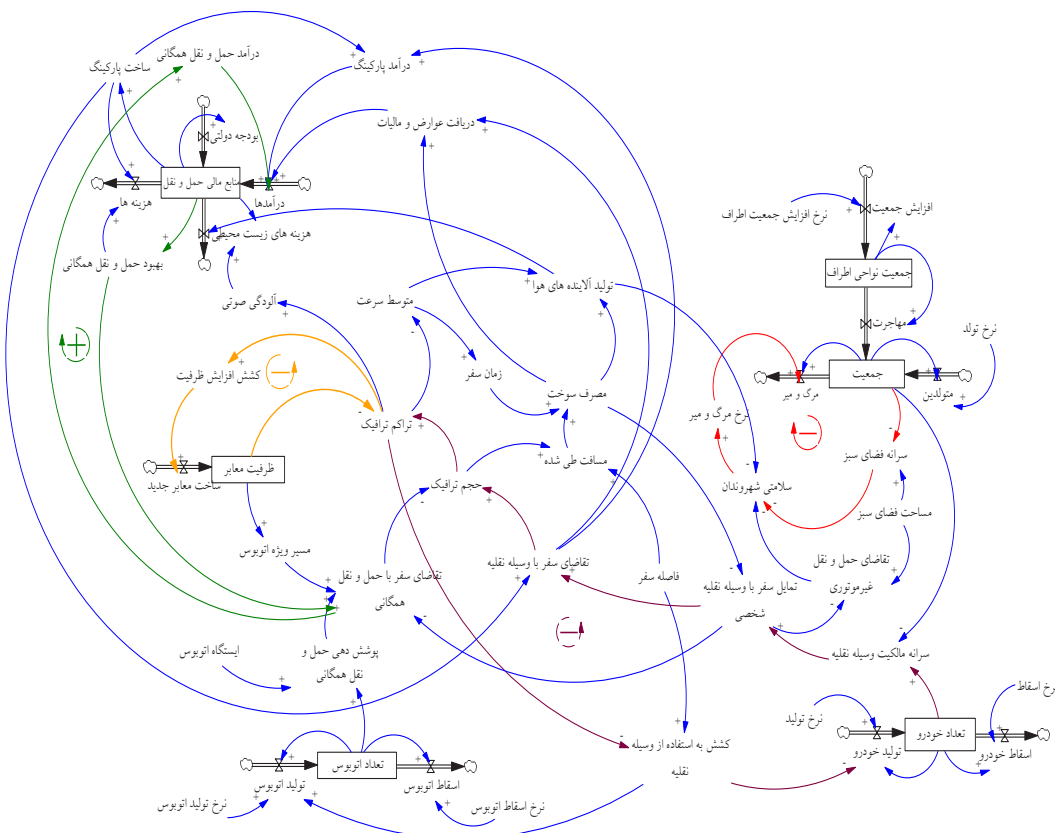 درآمد حمل و نقل همگانی
ساخت پارکینگ
درآمد پارکینگ
دریافت عوارض و مالیات
بودجه دولتی
منابع مالی حمل و نقل
هزینه ها
درآمدها
هزینه های زیست محیطی
بهبود حمل و نقل همگانی
افزایش جمعیت
نرخ افزایش جمعیت اطراف
جمعیت نواحی اطراف
مهاجرت
نرخ تولد
جمعیت
متولدین
مرگ و میر
تولید آلاینده های هوا
متوسط سرعت
آلودگی صوتی
زمان سفر
کشش افزایش ظرفیت
مصرف سوخت
نرخ مرگ و میر
تراکم ترافیک
سرانه فضای سبز
مسافت طی شده
ظرفیت معابر
ساخت معابر جدید
حجم ترافیک
سلامتی شهروندان
مساحت فضای سبز
مسیر ویژه اتوبوس
تقاضای سفر با وسیله نقلیه
تقاضای حمل و نقل
غیرموتوری
فاصله سفر
تقاضای سفر با حمل و نقل
همگانی
تمایل سفر با وسیله نقلیه
شخصی
ایستگاه اتوبوس
پوشش دهی حمل و
نقل همگانی
سرانه مالکیت وسیله نقلیه
نرخ اسقاط
نرخ تولید
تعداد خودرو
تولید خودرو
اسقاط خودرو
کشش به استفاده از وسیله
نقلیه
تعداد اتوبوس
تولید اتوبوس
اسقاط اتوبوس
نرخ تولید اتوبوس
نرخ اسقاط اتوبوس